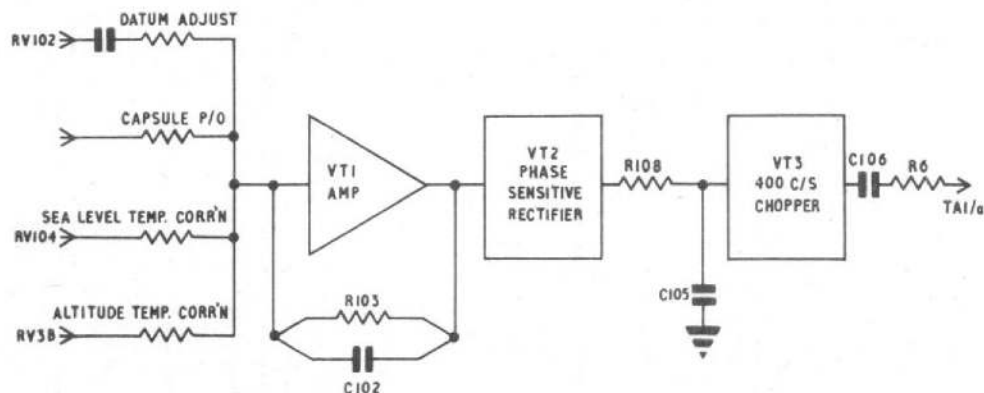 DATUM ADJUST
RV102
CAPSULE P/O
SEA LEVEL TEMP. CORR'N
RV104
ALTITUDE TEMP. CORR'N
RV3B
VT1
AMP
R103
C102
VT2
PHASE
SENSITIVE
RECTIFIER
R108
C105
VT3
400 C/S
CHOPPER
C106
R6
TA1/a